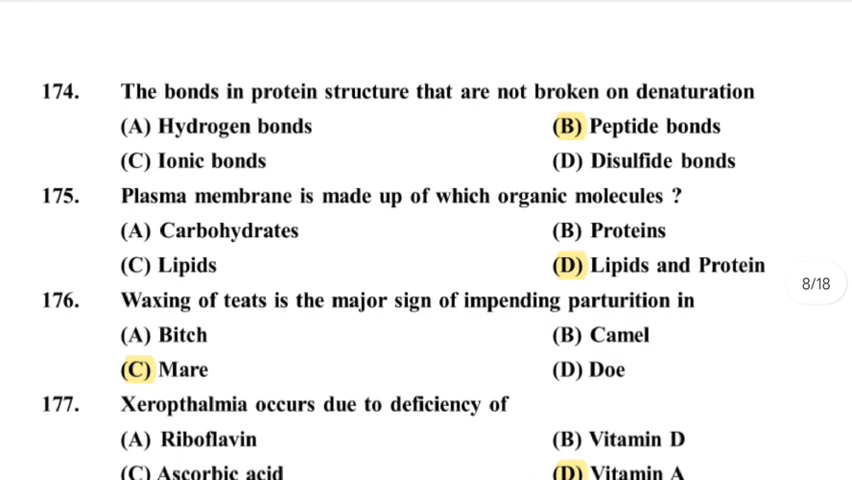 174. The bonds in protein structure that are not broken on denaturation
(A) Hydrogen bonds (B) Peptide bonds
(C) Ionic bonds (D) Disulfide bonds
175. Plasma membrane is made up of which organic molecules ?
(A) Carbohydrates (B) Proteins
(C) Lipids (D) Lipids and Protein
8/18
176. Waxing of teats is the major sign of impending parturition in
(A) Bitch (B) Camel
(C) Mare (D) Doe
177. Xeropthalmia occurs due to deficiency of
(A) Riboflavin (B) Vitamin D
(C) Ascorbic acid (D) Vitamin A